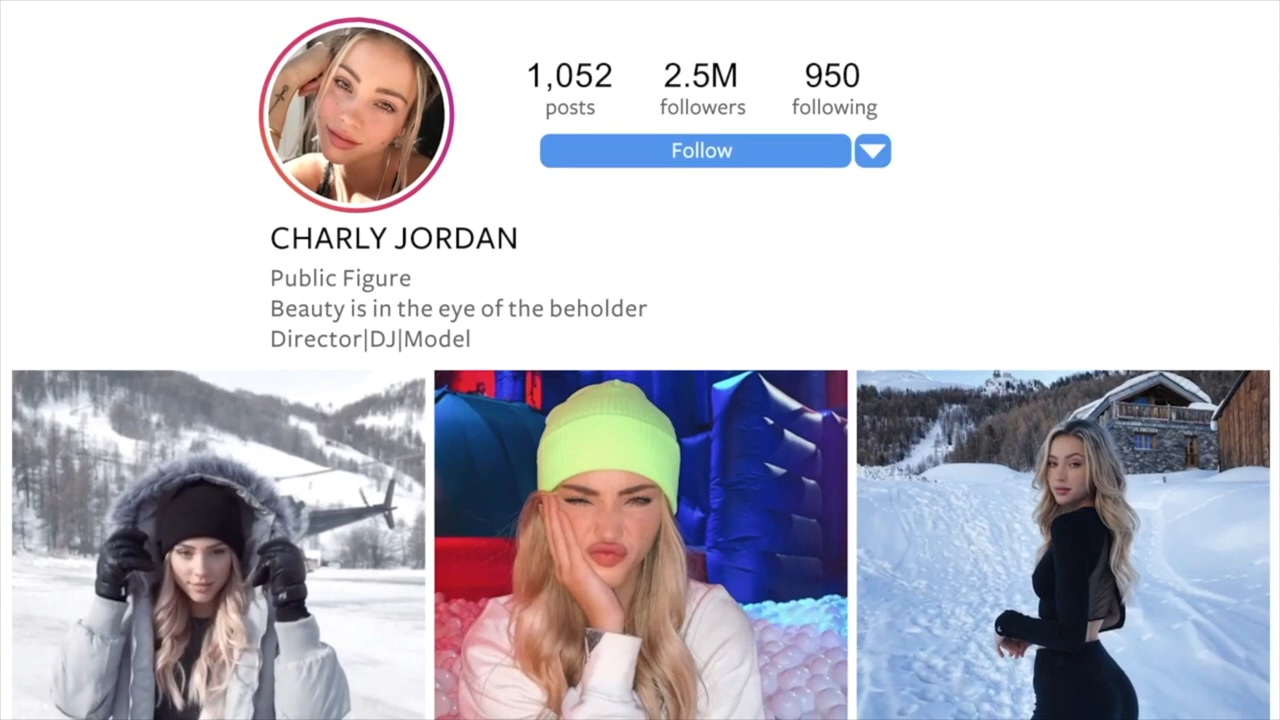 1,052 2.5M 950
posts followers following
Follow
CHARLY JORDAN
Public Figure
Beauty is in the eye of the beholder
Director|DJ|Model